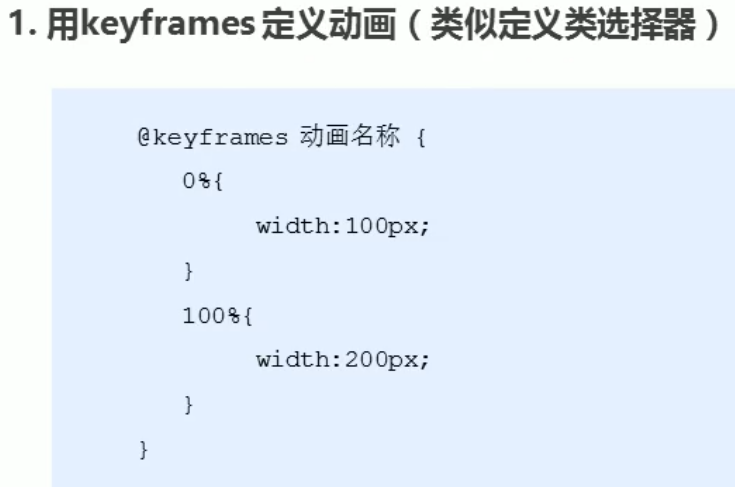 1. 用keyframes 定义动画（类似定义类选择器）
@keyframes 动画名称 {
0%{
width:100px;
}
100%{
width:200px;
}
}